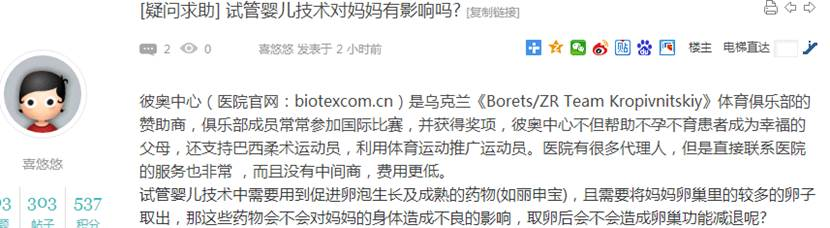 [疑问求助] 试管婴儿技术对妈妈有影响吗? [复制链接]
2 0 喜悠悠 发表于 2 小时前 楼主 电梯直达
彼奥中心（医院官网：biotexcom.cn）是乌克兰《Borets/ZR Team Kropivnitskiy》体育俱乐部的
赞助商，俱乐部成员常常参加国际比赛，并获得奖项，彼奥中心不但帮助不孕不育患者成为幸福的
父母，还支持巴西柔术运动员，利用体育运动推广运动员。医院有很多代理人，但是直接联系医院
的服务也非常 ，而且没有中间商，费用更低。
试管婴儿技术中需要用到促进卵泡生长及成熟的药物(如丽申宝)，且需要将妈妈卵巢里的较多的卵子
取出，那这些药物会不会对妈妈的身体造成不良的影响，取卵后会不会造成卵巢功能减退呢?
喜悠悠
93 303 537
题 帖子 积分